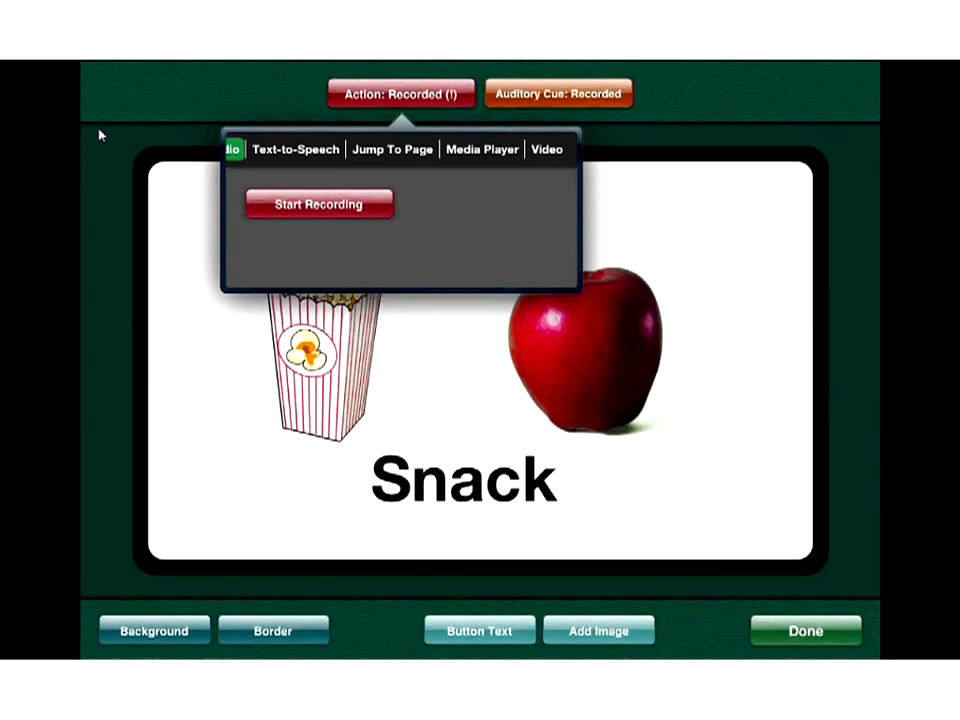 Action: Recorded (!) Auditory Cue: Recorded
dio Text-to-Speech Jump To Page Media Player Video
Start Recording
Snack
Background Border Button Text Add Image Done